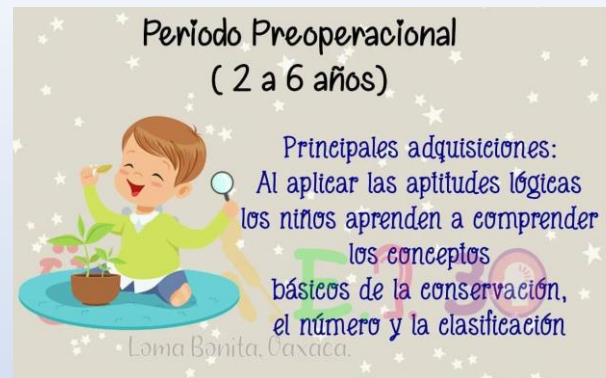 Periodo Preoperacional
( 2 a 6 años)
Principales adquisiciones:
Al aplicar las aptitudes lógicas
los niños aprenden a comprender
los conceptos
básicos de la conservación,
el número y la clasificación
Loma Bonita, Oaxaca.